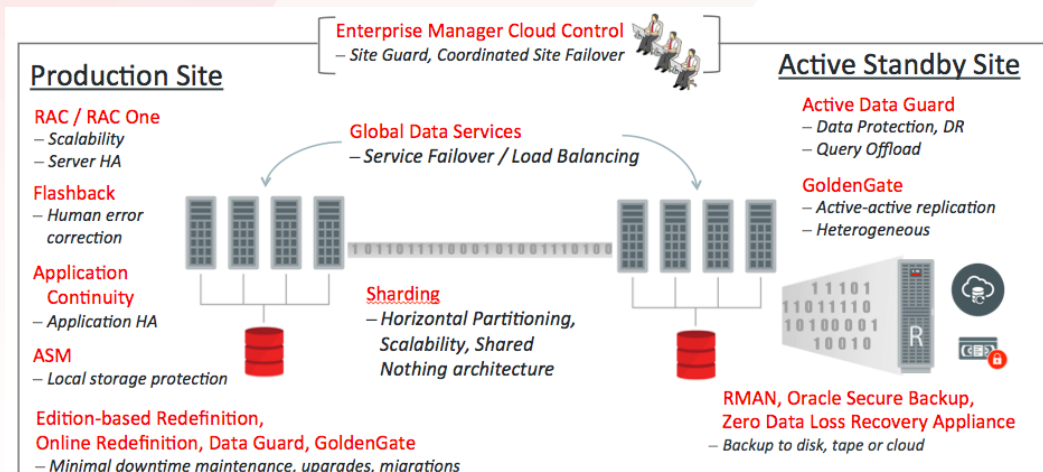 Enterprise Manager Cloud Control
– Site Guard, Coordinated Site Failover
Production Site
Active Standby Site
RAC / RAC One
– Scalability
– Server HA
Flashback
– Human error
correction
Application
Continuity
– Application HA
ASM
– Local storage protection
Edition-based Redefinition,
Online Redefinition, Data Guard, GoldenGate
– Minimal downtime maintenance, upgrades, migrations
Global Data Services
– Service Failover / Load Balancing
1011011110001010011110100
Sharding
– Horizontal Partitioning,
Scalability, Shared
Nothing architecture
Active Data Guard
– Data Protection, DR
– Query Offload
GoldenGate
– Active-active replication
– Heterogeneous
11101
11011110
10100001
10010
R
RMAN, Oracle Secure Backup,
Zero Data Loss Recovery Appliance
– Backup to disk, tape or cloud